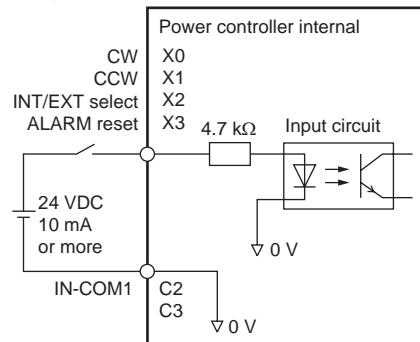 Power controller internal
CW X0
CCW X1
INT/EXT select X2
ALARM reset X3
4.7 kΩ
Input circuit
24 VDC
10 mA
or more
0 V
IN-COM1 C2
C3
0 V